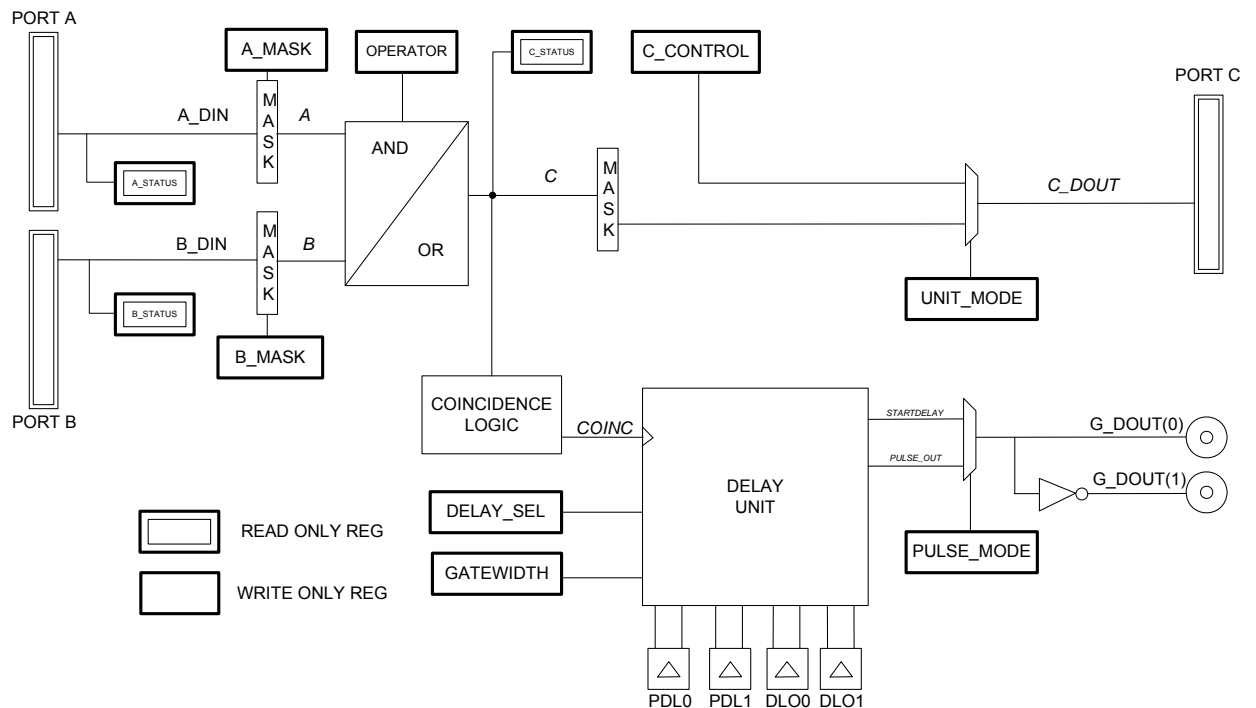 PORT A
A_MASK
OPERATOR
C_STATUS
C_CONTROL
PORT C
A_DIN
M
A
S
K
A
AND
A_STATUS
C
M
A
S
K
C_DOUT
B_DIN
M
A
S
K
B
OR
B_STATUS
UNIT_MODE
B_MASK
PORT B
COINCIDENCE
LOGIC
COINC
STARTDELAY
G_DOUT(0)
PULSE_OUT
G_DOUT(1)
DELAY
UNIT
DELAY_SEL
READ ONLY REG
PULSE_MODE
GATEWIDTH
WRITE ONLY REG
PDL0
PDL1
DLO0
DLO1